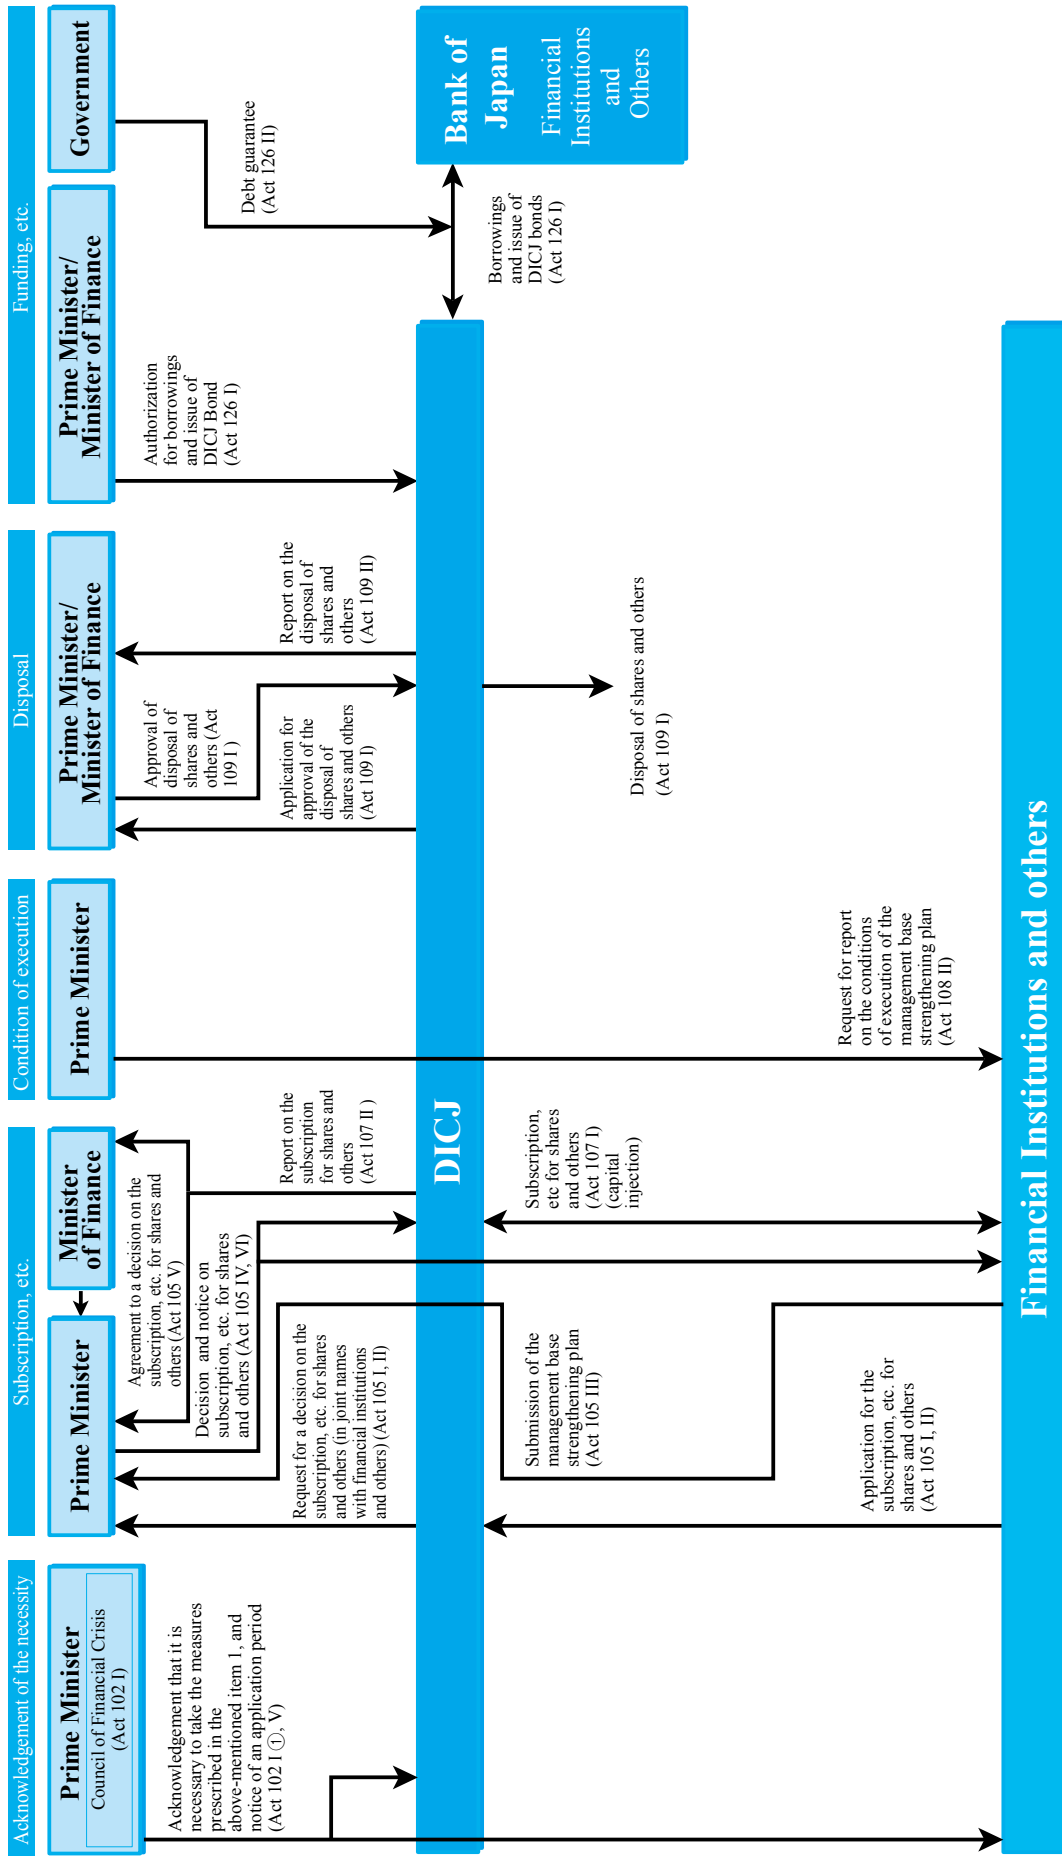 Acknowledgement of the necessity
Prime Minister
Council of Financial Crisis
(Act 102 I)
Acknowledgement that it is
necessary to take the measures
prescribed in the
above-mentioned item 1, and
notice of an application period
(Act 102 I ①, V)
Subscription, etc.
Prime Minister
Minister
of Finance
Agreement to a decision on the
subscription, etc. for shares and
others (Act 105 V)
Decision and notice on
subscription, etc. for shares
and others (Act 105 IV, VI)
Request for a decision on the
subscription, etc. for shares
and others (in joint names
with financial institutions
and others) (Act 105 I, II)
Report on the
subscription
for shares and
others
(Act 107 II )
Condition of execution
Prime Minister
Disposal
Prime Minister/
Minister of Finance
Approval of
disposal of
shares and
others (Act
109 I )
Application for
approval of the
disposal of
shares and others
(Act 109 I)
Report on the
disposal of
shares and
others
(Act 109 II)
Funding, etc.
Prime Minister/
Minister of Finance
Authorization
for borrowings
and issue of
DICJ Bond
(Act 126 I)
Government
Debt guarantee
(Act 126 II)
DICJ
Borrowings
and issue of
DICJ bonds
(Act 126 I)
Bank of
Japan
Financial
Institutions
and
Others
Submission of the
management base
strengthening plan
(Act 105 III)
Subscription,
etc for shares
and others
(Act 107 I)
(capital
injection)
Disposal of shares and others
(Act 109 I)
Application for the
subscription, etc. for
shares and others
(Act 105 I, II)
Request for report
on the conditions
of execution of the
management base
strengthening plan
(Act 108 II)
Financial Institutions and others